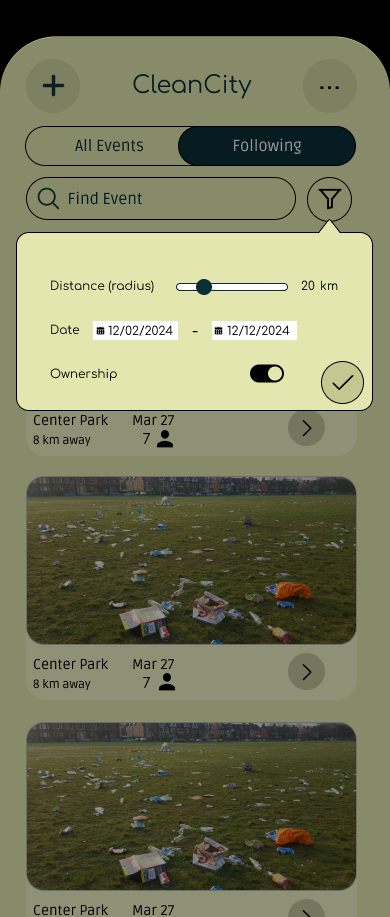 CleanCity
All Events Following
Find Event
Distance (radius) 20 km
Date 12/02/2024 - 12/12/2024
Ownership
Center Park Mar 27
8 km away 7
Center Park Mar 27
8 km away 7
Center Park Mar 27